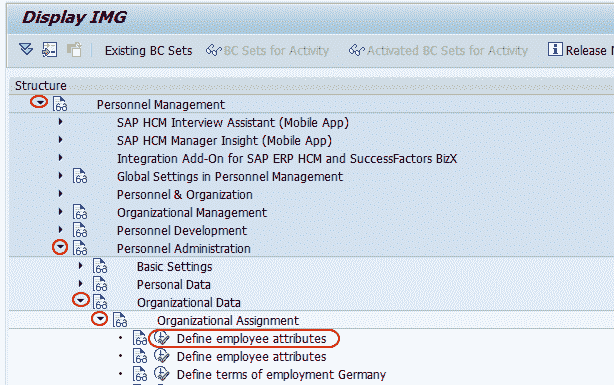 Display IMG
Existing BC Sets BC Sets for Activity Activated BC Sets for Activity Release
Structure
Personnel Management
SAP HCM Interview Assistant (Mobile App)
SAP HCM Manager Insight (Mobile App)
Integration Add-On for SAP ERP HCM and SuccessFactors BizX
Global Settings in Personnel Management
Personnel & Organization
Organizational Management
Personnel Development
Personnel Administration
Basic Settings
Personal Data
Organizational Data
Organizational Assignment
Define employee attributes
Define employee attributes
Define terms of employment Germany